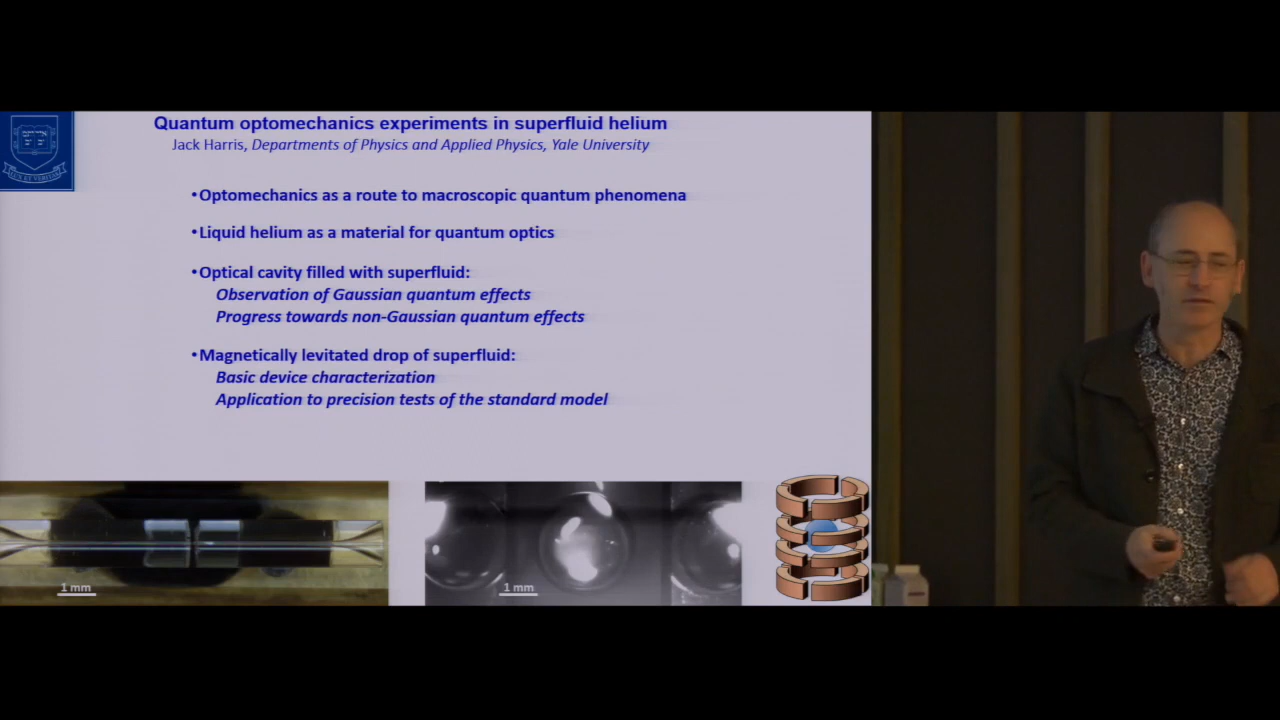 Quantum optomechanics experiments in superfluid helium
Jack Harris, Departments of Physics and Applied Physics, Yale University
•Optomechanics as a route to macroscopic quantum phenomena
•Liquid helium as a material for quantum optics
•Optical cavity filled with superfluid:
Observation of Gaussian quantum effects
Progress towards non-Gaussian quantum effects
•Magnetically levitated drop of superfluid:
Basic device characterization
Application to precision tests of the standard model
1 mm
1 mm